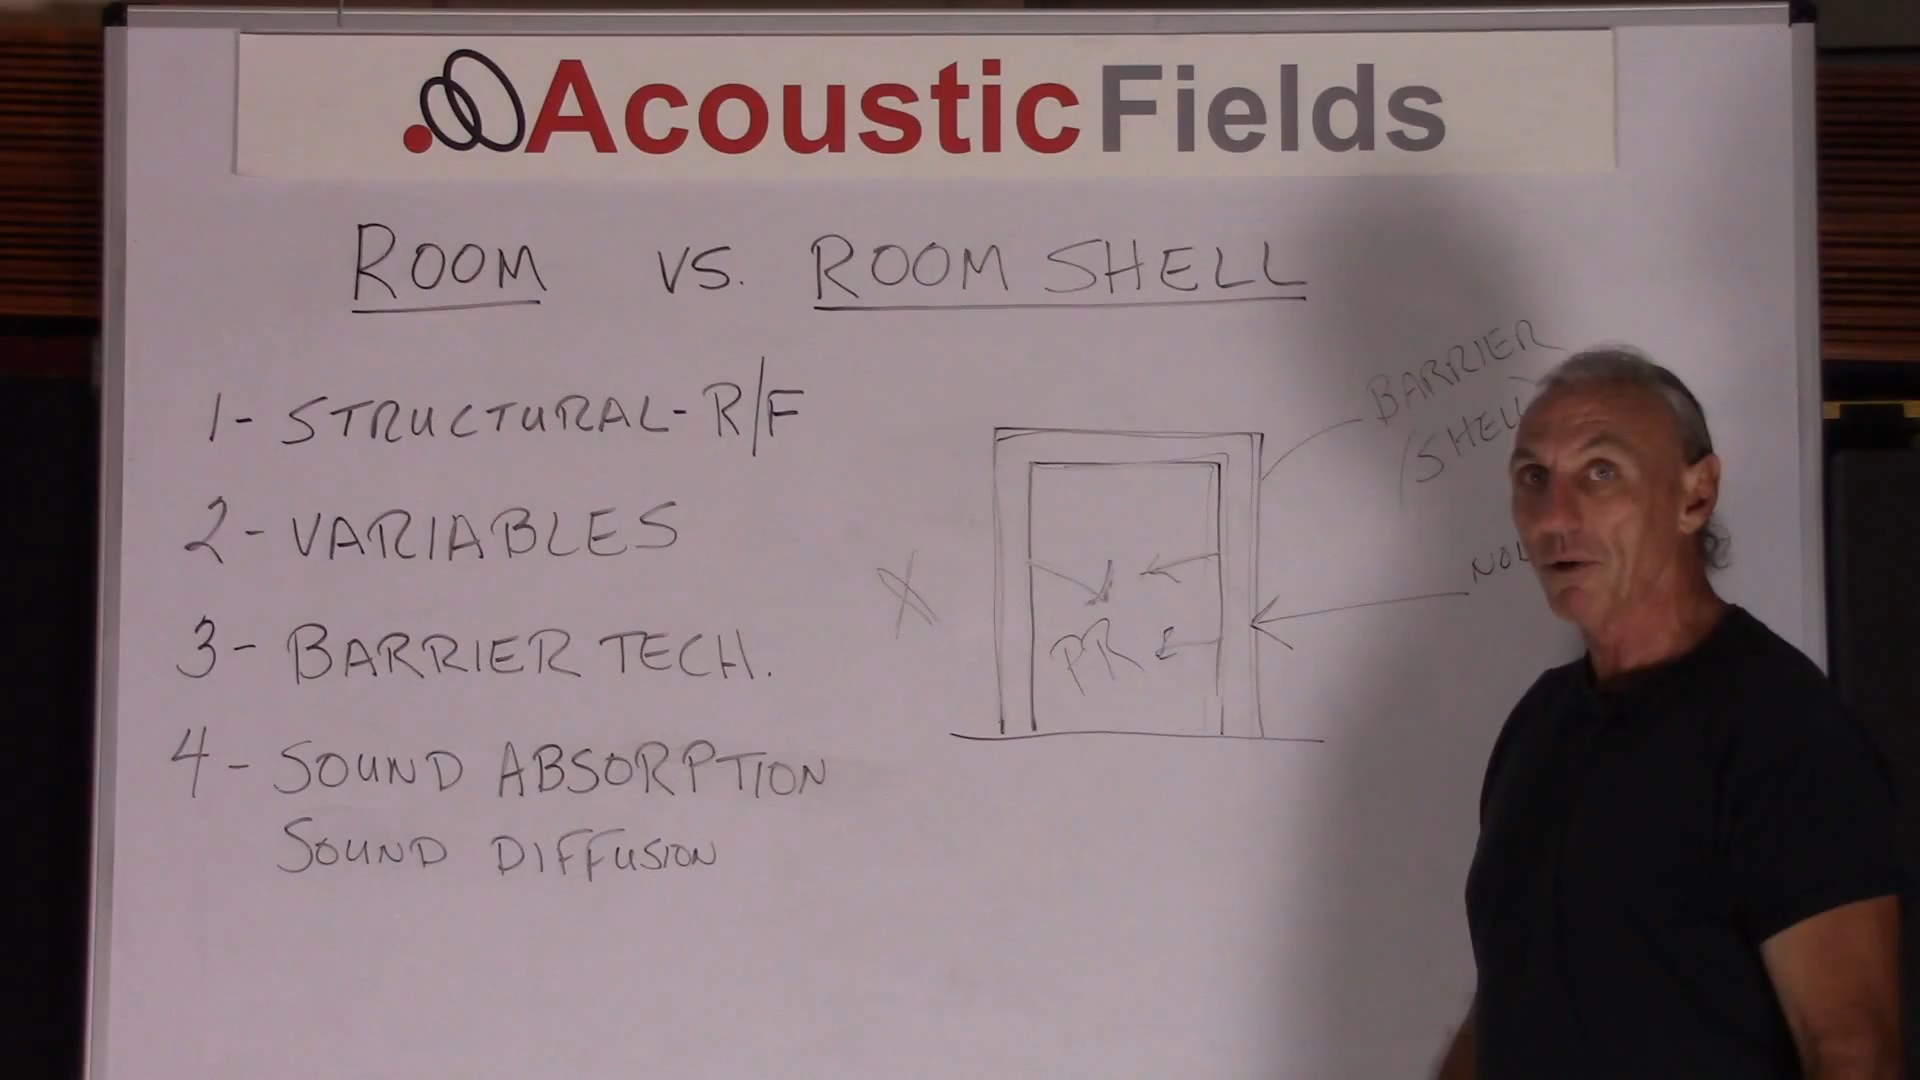 Acoustic Fields
ROOM VS. ROOM SHELL
1- STRUCTURAL- R/F
2- VARIABLES
3- BARRIER TECH.
4- SOUND ABSORPTION
SOUND DIFFUSION
BARRIER
X
PR